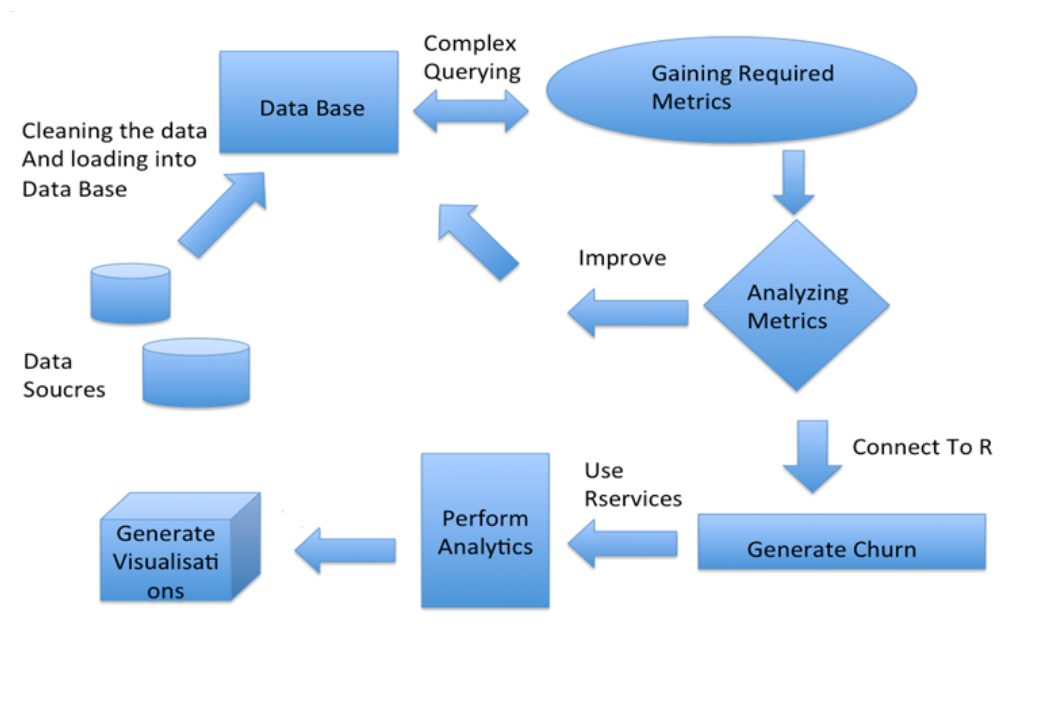 Complex
Querying
Data Base
Gaining Required
Metrics
Cleaning the data
And loading into
Data Base
Improve
Analyzing
Metrics
Data
Soucres
Connect To R
Use
Rservices
Perform
Analytics
Generate Churn
Generate
Visualisati
ons